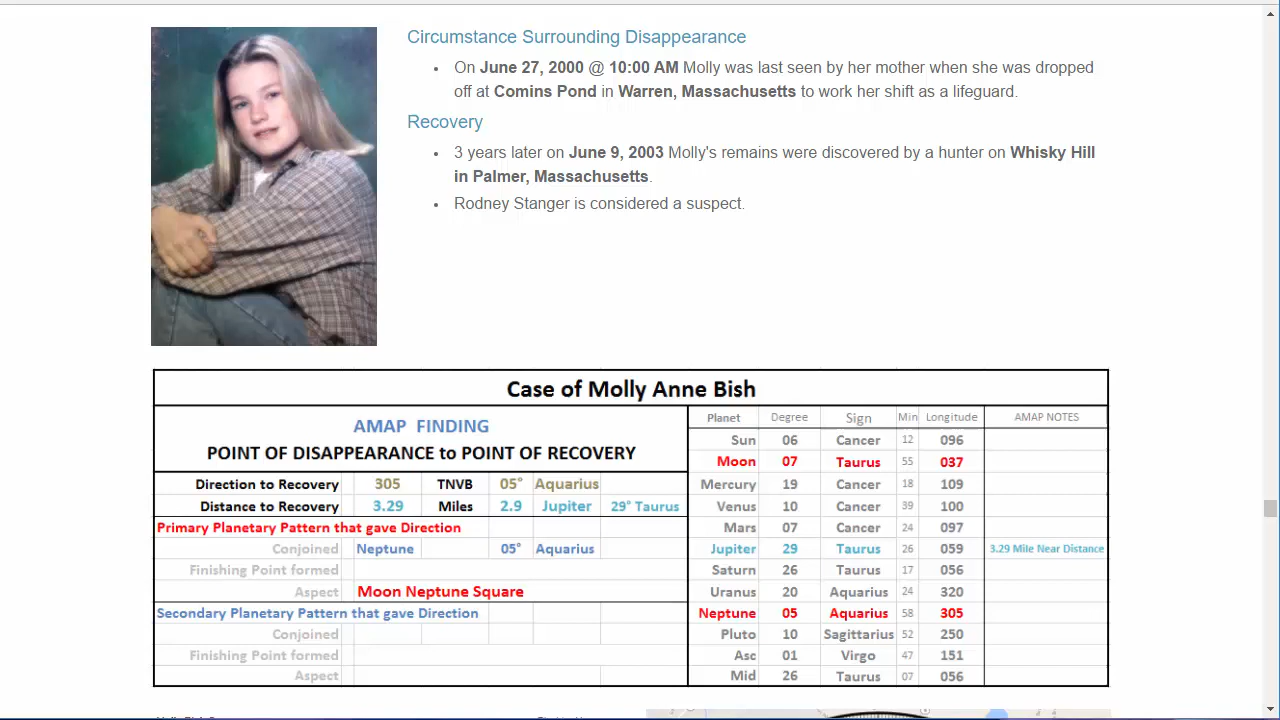 Circumstance Surrounding Disappearance
• On June 27, 2000 @ 10:00 AM Molly was last seen by her mother when she was dropped
off at Comins Pond in Warren, Massachusetts to work her shift as a lifeguard.
Recovery
• 3 years later on June 9, 2003 Molly's remains were discovered by a hunter on Whisky Hill
in Palmer, Massachusetts.
• Rodney Stanger is considered a suspect.
Case of Molly Anne Bish
AMAP FINDING
POINT OF DISAPPEARANCE to POINT OF RECOVERY
Direction to Recovery 305 TNVB 05° Aquarius
Distance to Recovery 3.29 Miles 2.9 Jupiter 29° Taurus
Primary Planetary Pattern that gave Direction
Conjoined Neptune 05° Aquarius
Finishing Point formed
Aspect Moon Neptune Square
Secondary Planetary Pattern that gave Direction
Conjoined
Finishing Point formed
Aspect
Planet Degree Sign Min Longitude AMAP NOTES
Sun 06 Cancer 12 096
Moon 07 Taurus 55 037
Mercury 19 Cancer 18 109
Venus 10 Cancer 39 100
Mars 07 Cancer 24 097
Jupiter 29 Taurus 26 059 3.29 Mile Near Distance
Saturn 26 Taurus 17 056
Uranus 20 Aquarius 24 320
Neptune 05 Aquarius 58 305
Pluto 10 Sagittarius 52 250
Asc 01 Virgo 47 151
Mid 26 Taurus 07 056